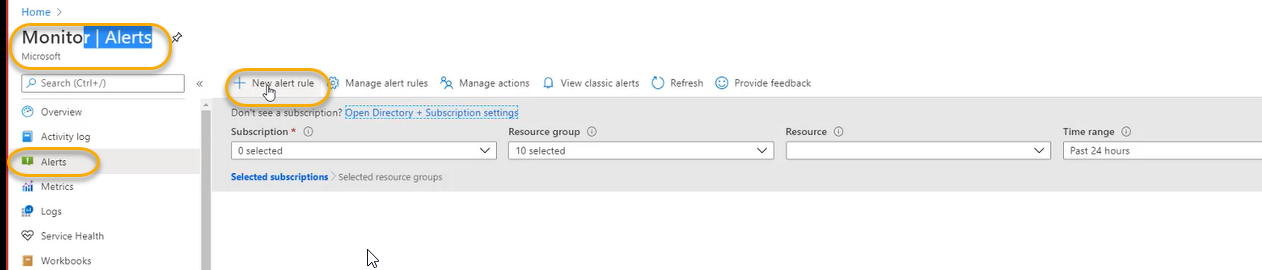 Home >
Monitor | Alerts
Microsoft
Search (Ctrl+/)
«
+ New alert rule Manage alert rules Manage actions View classic alerts Refresh Provide feedback
Overview
Activity log
Alerts
Metrics
Logs
Service Health
Workbooks
Don't see a subscription? Open Directory + Subscription settings
Subscription * Resource group Resource Time range
0 selected 10 selected Past 24 hours
Selected subscriptions > Selected resource groups